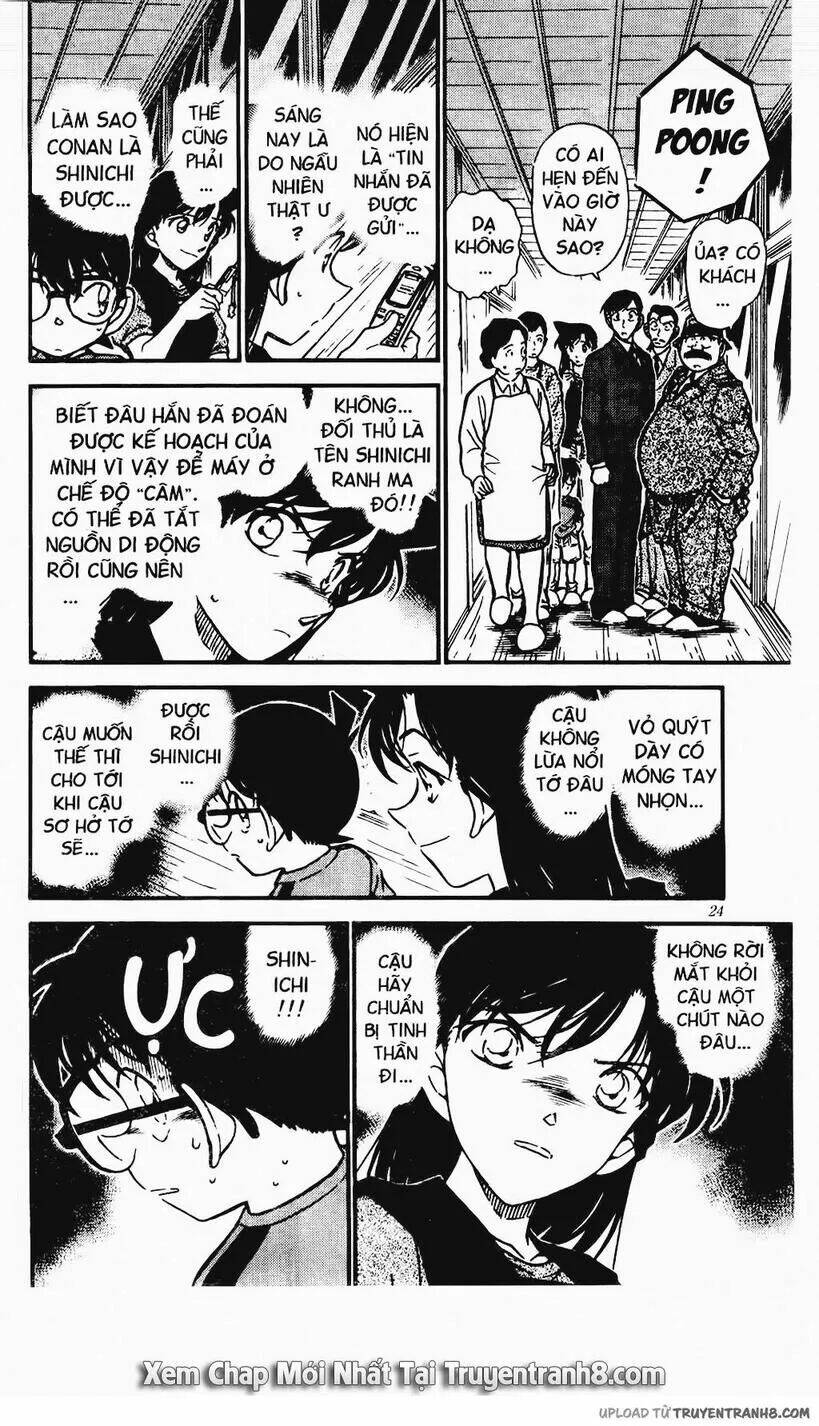 PING
POONG
!
ỦA? CÓ
KHÁCH
...
CÓ AI
HẸN ĐẾN
VÀO GIỜ
NÀY
SAO?
DẠ
KHÔNG
...
NÓ HIỆN
LÀ "TIN
NHẮN ĐÃ
ĐƯỢC
GỬI"...
SÁNG
NAY LÀ
DO NGẪU
NHIÊN
THẬT Ư
?
THẾ
CŨNG
PHẢI
...
LÀM SAO
CONAN LÀ
SHINICHI
ĐƯỢC...
KHÔNG...
ĐỐI THỦ LÀ
TÊN SHINICHI
RANH MA
ĐÓ!!
BIẾT ĐÂU HẮN ĐÃ ĐOÁN
ĐƯỢC KẾ HOẠCH CỦA
MÌNH VÌ VẬY ĐỂ MÁY Ở
CHẾ ĐỘ "CÂM".
CÓ THỂ ĐÃ TẮT
NGUỒN DI ĐỘNG
RỒI CŨNG NÊN
...
VỎ QUÝT
DÀY CÓ
MÓNG TAY
NHỌN...
CẬU
KHÔNG
LỪA NỔI
TỚ ĐÂU
...
ĐƯỢC
RỒI
SHINICHI
...
CẬU MUỐN
THẾ THÌ
CHO TỚI
KHI CẬU
SƠ HỞ TỚ
SẼ...
24
KHÔNG RỜI
MẮT KHỎI
CẬU MỘT
CHÚT NÀO
ĐÂU...
CẬU
HÃY
CHUẨN
BỊ TINH
THẦN
ĐI...
SHIN-
ICHI
!!!
ỰC
Xem Chap Mới Nhất Tại Truyentranh8.com
UPLOAD TỪ TRUYENTRANH8.COM